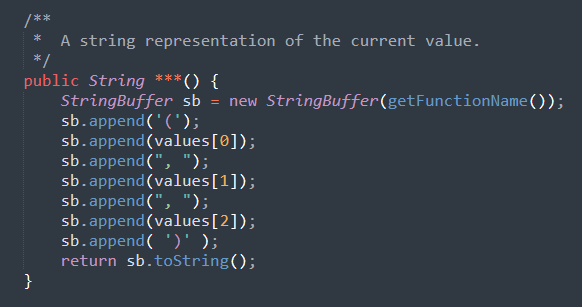 /**
 *  A string representation of the current value.
 */
public String ***() {
    StringBuffer sb = new StringBuffer(getFunctionName());
    sb.append('(');
    sb.append(values[0]);
    sb.append(", ");
    sb.append(values[1]);
    sb.append(", ");
    sb.append(values[2]);
    sb.append( ')' );
    return sb.toString();
}